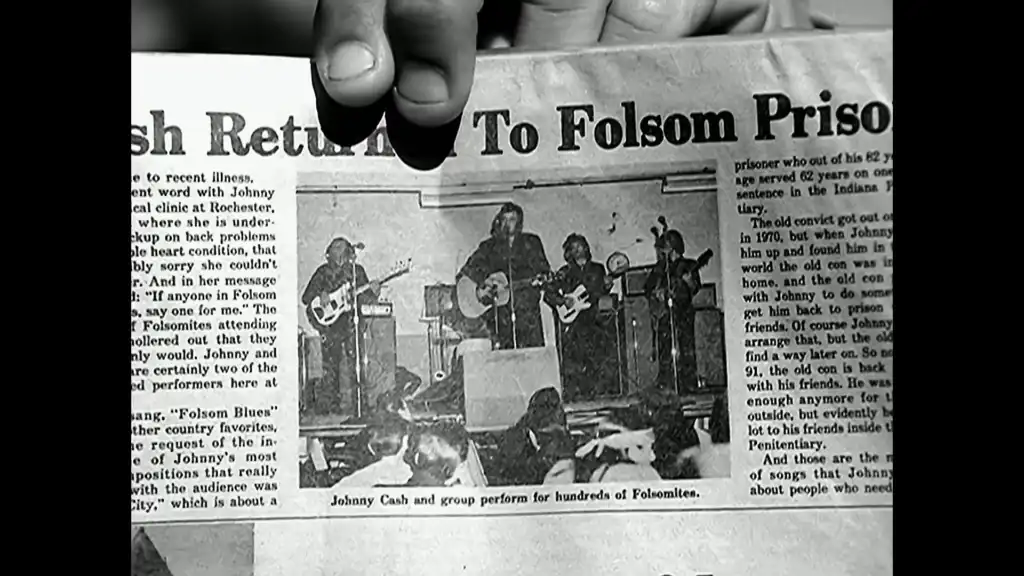 sh Return To Folsom Priso
e to recent illness.
ent word with Johnny
cal clinic at Rochester,
where she is under-
ckup on back problems
le heart condition, that
bly sorry she couldn't
r. And in her message
: "If anyone in Folsom
s, say one for me." The
f Folsomites attending
hollered out that they
nly would. Johnny and
re certainly two of the
ed performers here at
sang, "Folsom Blues"
ther country favorites,
e request of the in-
e of Johnny's most
positions that really
with the audience was
City," which is about a
Johnny Cash and group perform for hundreds of Folsomites.
prisoner who out of his 82 y
age served 62 years on one
sentence in the Indiana P
tiary.
The old convict got out o
in 1970, but when Johnny
him up and found him in
world the old con was in
home, and the old con
with Johnny to do some
get him back to prison
friends. Of course Johnny
arrange that, but the old
find a way later on. So n
91, the old con is back
with his friends. He was
enough anymore for t
outside, but evidently b
lot to his friends inside t
Penitentiary.
And those are the
of songs that Johnny
about people who need